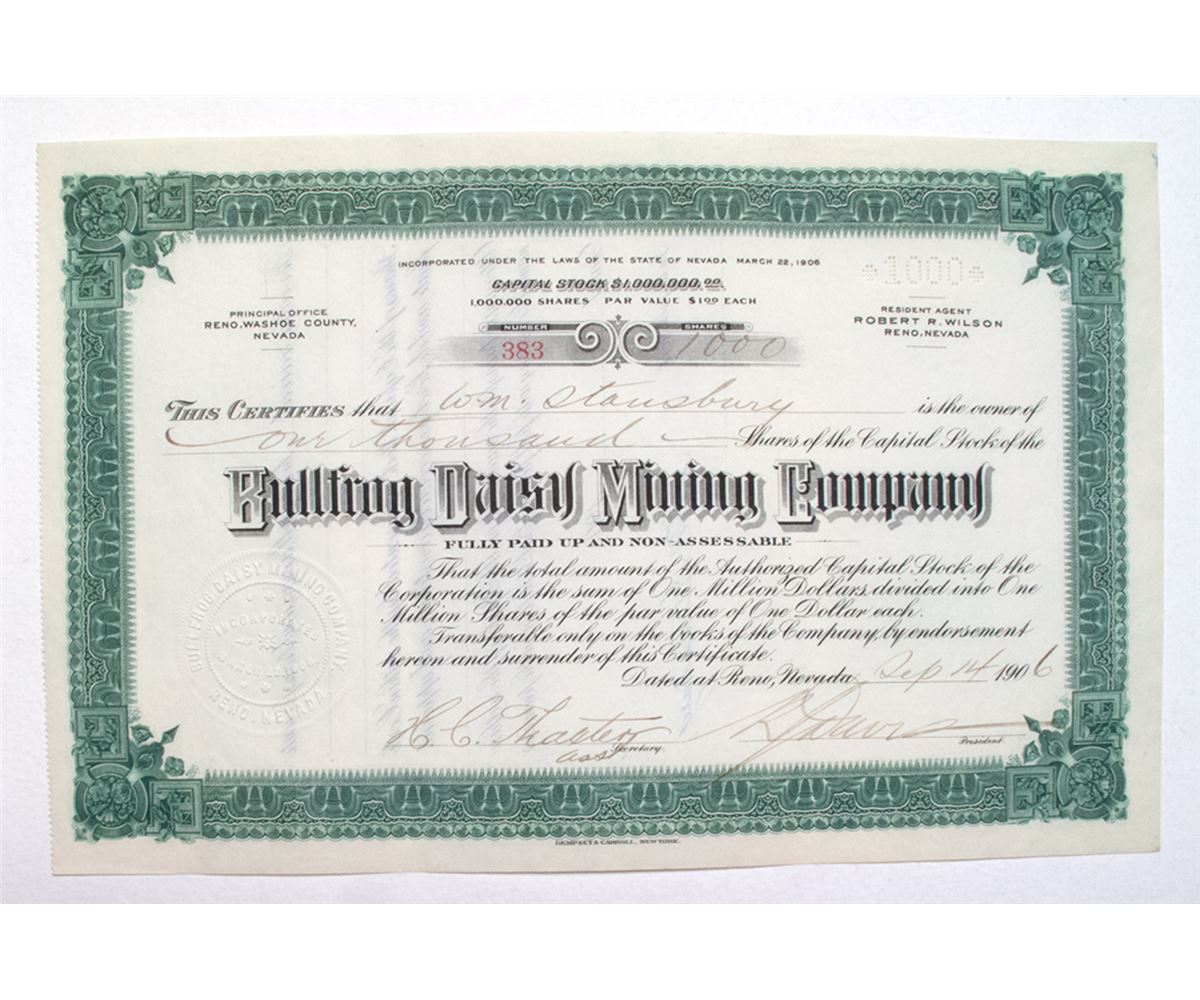 INCORPORATED UNDER THE LAWS OF THE STATE OF NEVADA MARCH 22, 1906
*1000*
CAPITAL STOCK $1,000,000.00.
1,000,000 SHARES PAR VALUE $1.00 EACH
PRINCIPAL OFFICE
RENO, WASHOE COUNTY,
NEVADA
RESIDENT AGENT
ROBERT R. WILSON
RENO, NEVADA
NUMBER SHARES
383 1000
THIS CERTIFIES that Wm. Stansbury is the owner of
One thousand Shares of the Capital Stock of the
Bullfrog Daisy Mining Company
FULLY PAID UP AND NON-ASSESSABLE
That the total amount of the Authorized Capital Stock of the
Corporation is the sum of One Million Dollars, divided into One
Million Shares of the par value of One Dollar each.
Transferable only on the books of the Company, by endorsement
hereon and surrender of this Certificate.
Dated at Reno, Nevada, Sep 14 1906
BULLFROG DAISY MINING COMPANY
INCORPORATED
RENO, NEVADA.
H. C.
Secretary. President.
DEMPSEY & CARROLL, NEW YORK.